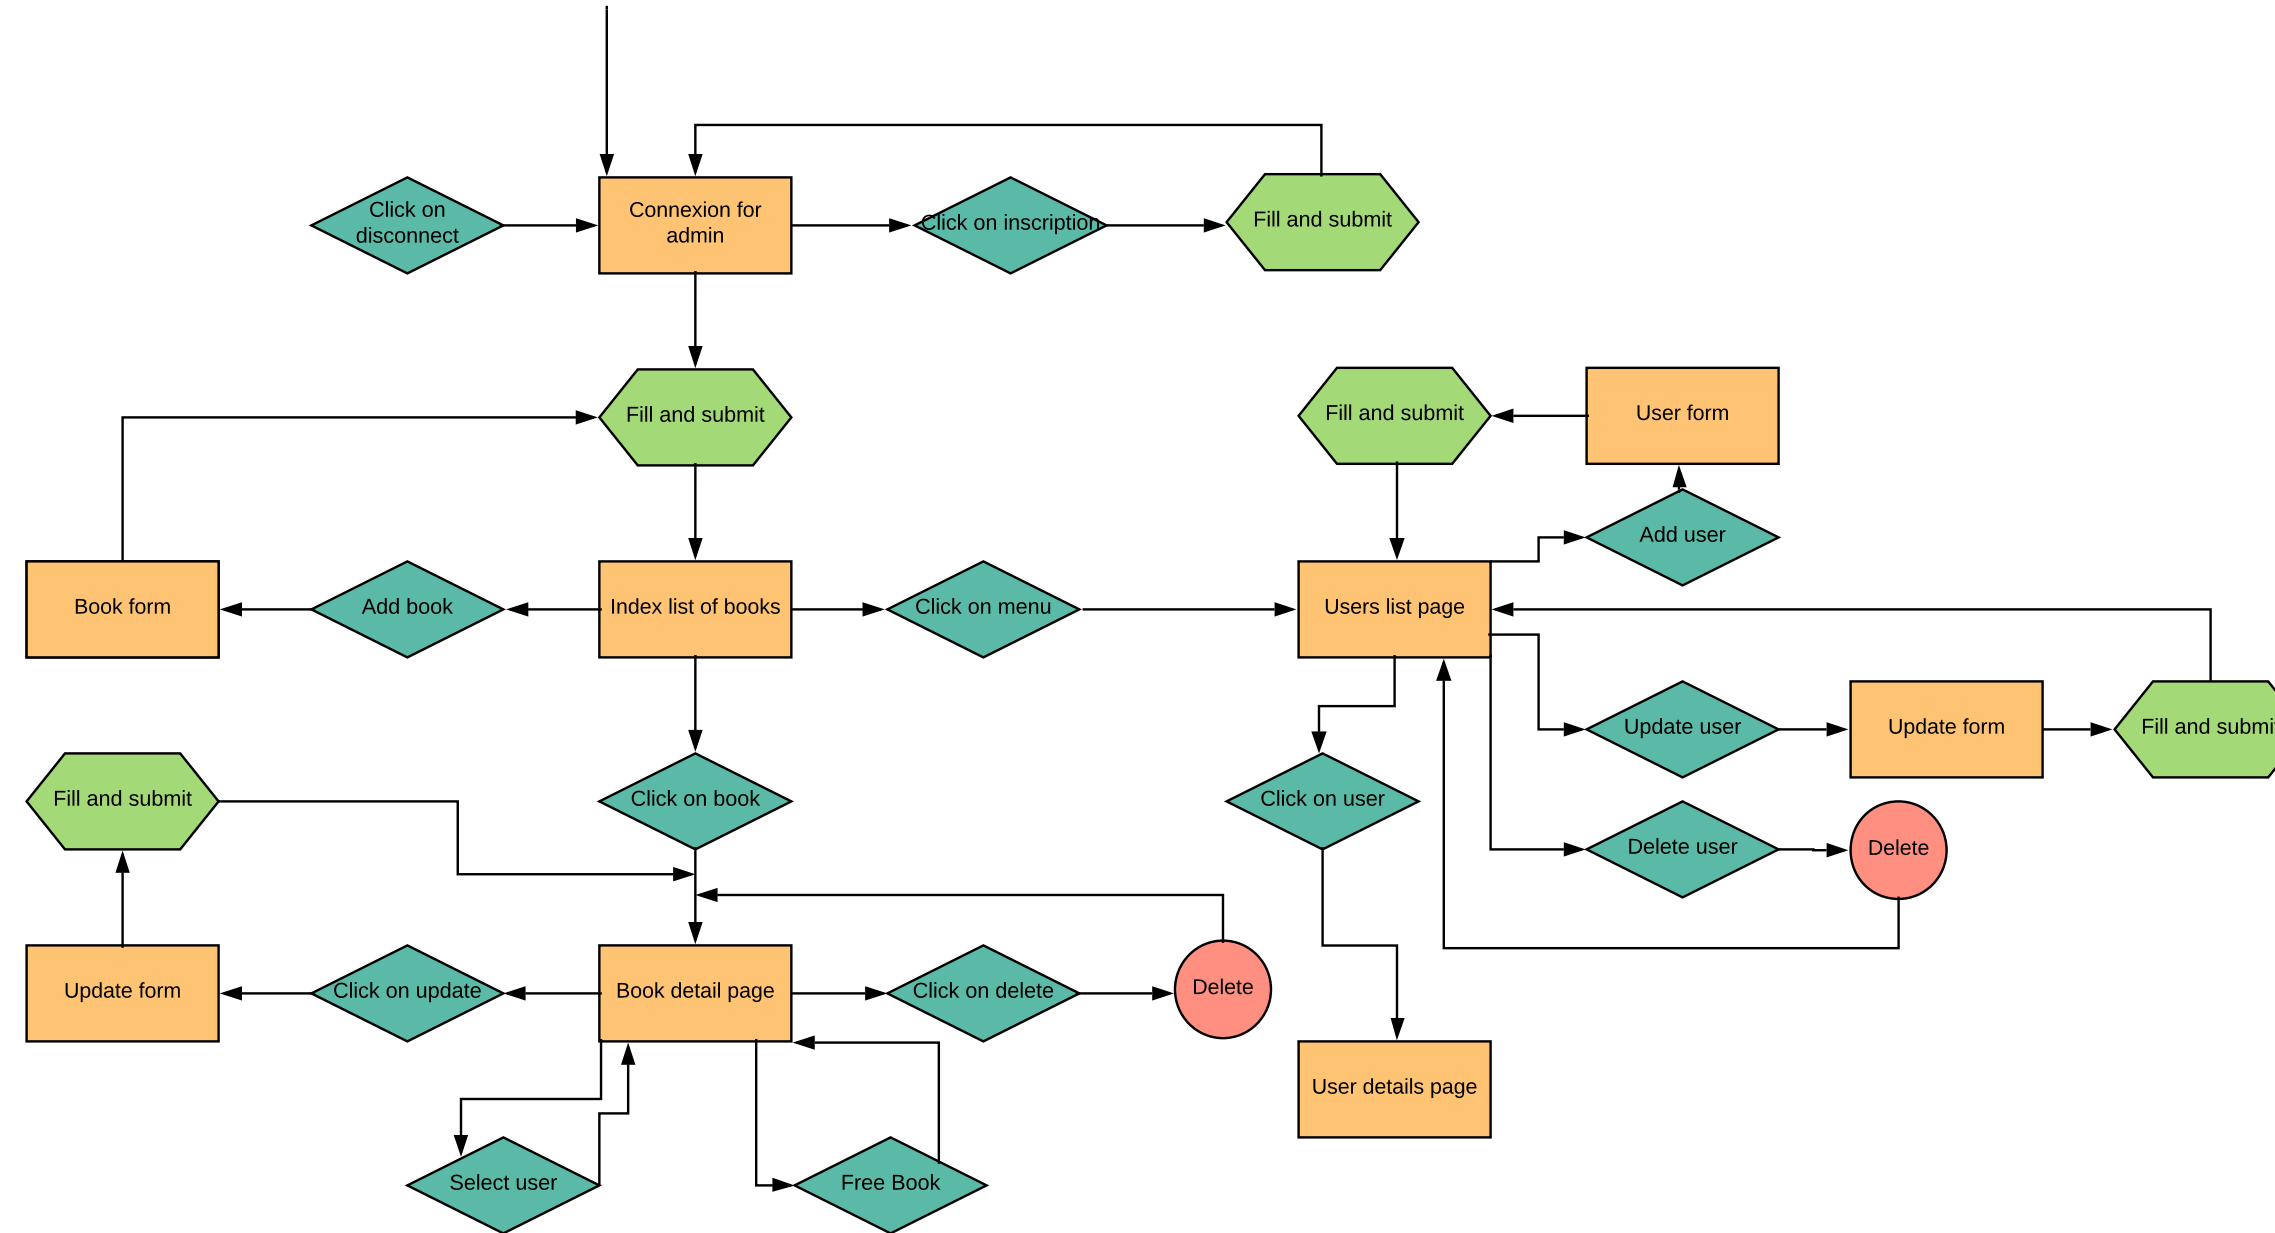 Click on
disconnect
Connexion for
admin
Click on inscription
Fill and submit
Fill and submit
Fill and submit
User form
Add user
Book form
Add book
Index list of books
Click on menu
Users list page
Update user
Update form
Fill and submit
Fill and submit
Click on book
Click on user
Delete user
Delete
Update form
Click on update
Book detail page
Click on delete
Delete
User details page
Select user
Free Book